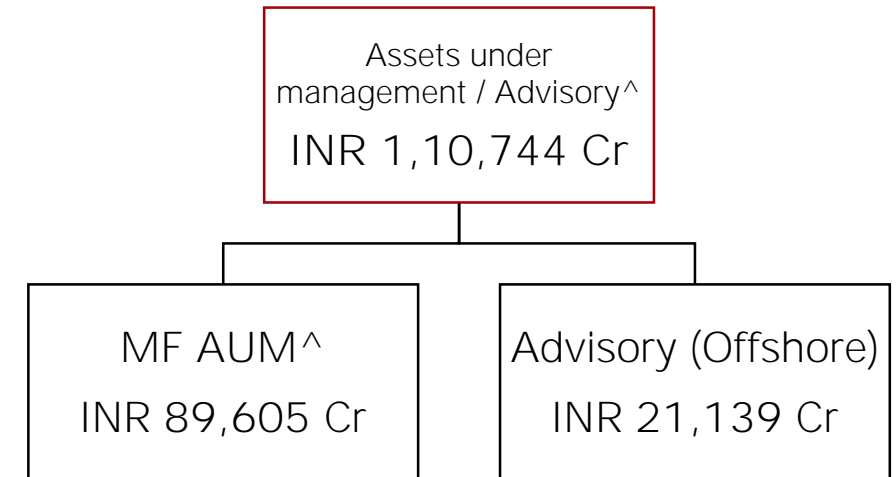 Assets under
management / Advisory^
INR 1,10,744 Cr
MF AUM^
INR 89,605 Cr
Advisory (Offshore)
INR 21,139 Cr